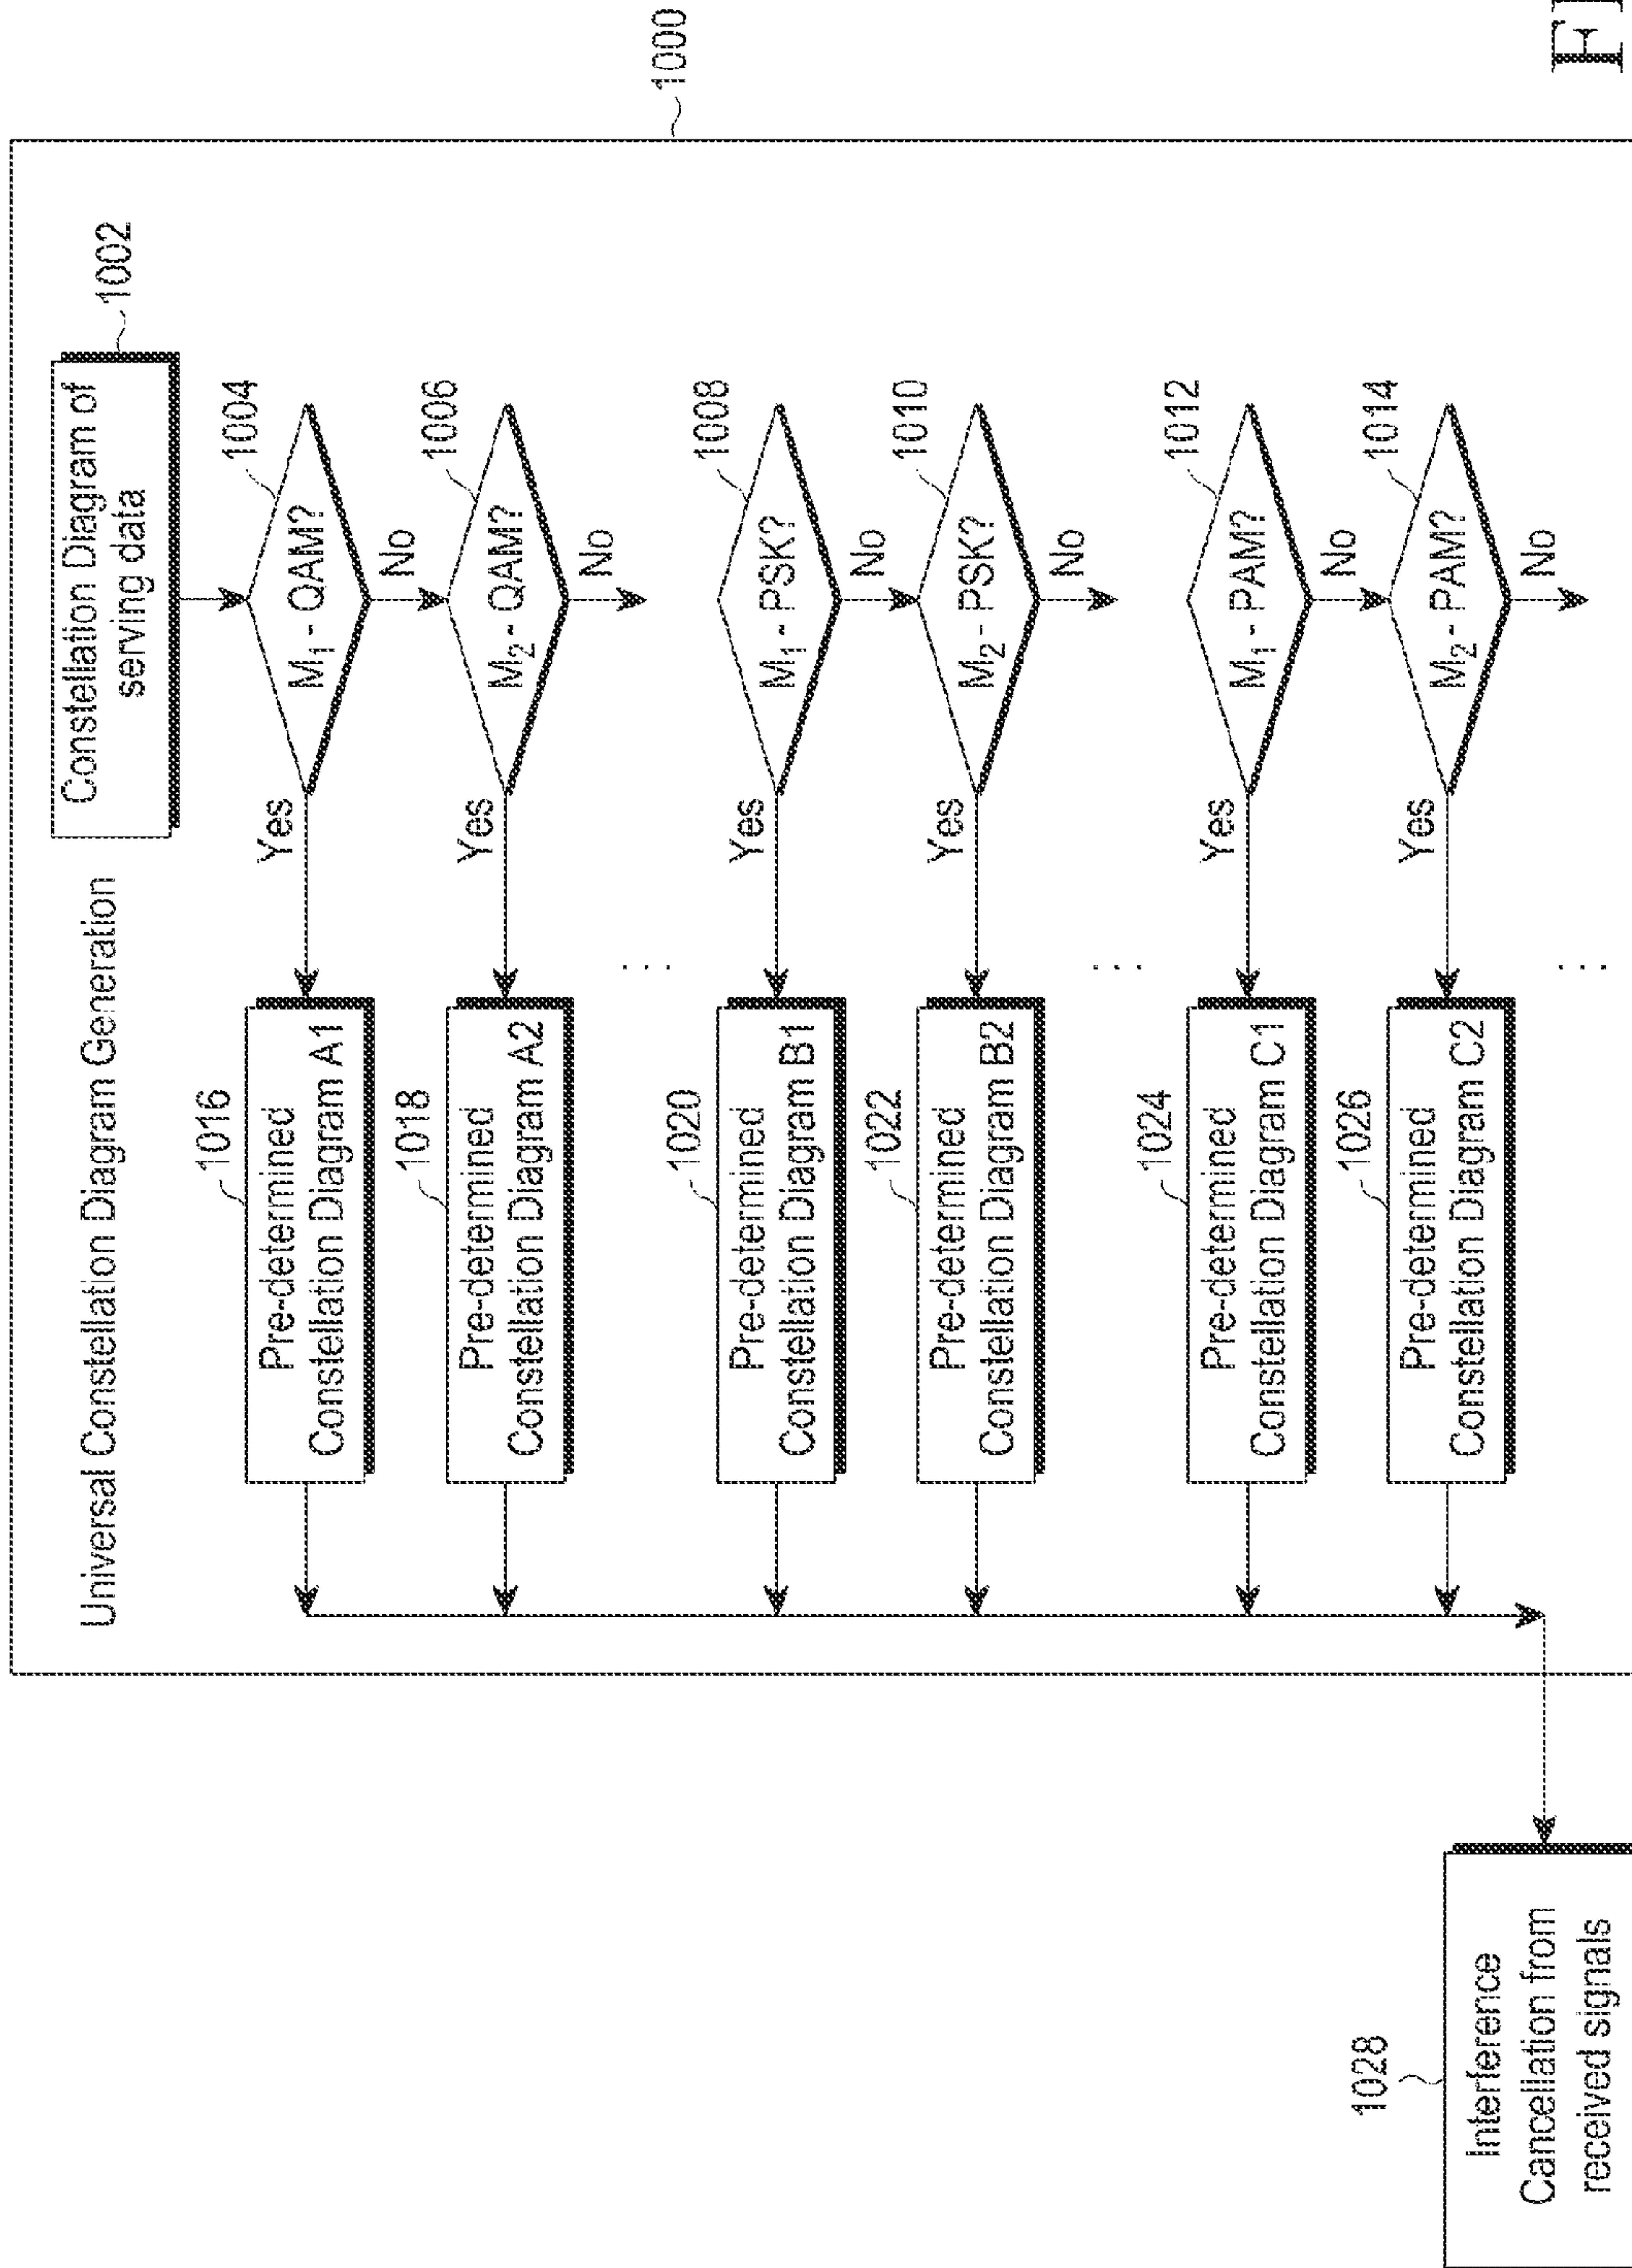 Universal Constellation Diagram Generation
1000
Constellation Diagram of
serving data
1002
M1 - QAM?
1004
Yes
No
Pre-determined
Constellation Diagram A1
1016
M2 - QAM?
1006
Yes
No
Pre-determined
Constellation Diagram A2
1018
...
M1 - PSK?
1008
Yes
No
Pre-determined
Constellation Diagram B1
1020
M2 - PSK?
1010
Yes
No
Pre-determined
Constellation Diagram B2
1022
...
M1 - PAM?
1012
Yes
No
Pre-determined
Constellation Diagram C1
1024
M2 - PAM?
1014
Yes
No
Pre-determined
Constellation Diagram C2
1026
...
1028
Interference
Cancellation from
received signals